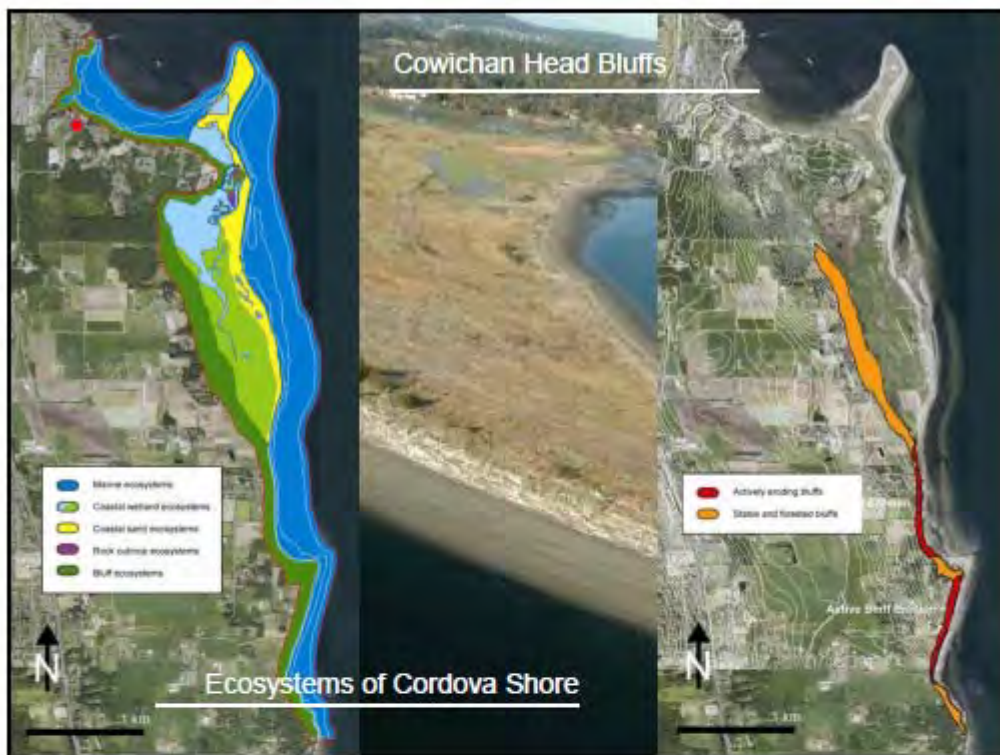 Cowichan Head Bluffs
Marine ecosystems
Coastal wetland ecosystems
Coastal sand ecosystems
Rock outcrop ecosystems
Bluff ecosystems
Actively eroding bluffs
Stable and forested bluffs
Active Bluff
N
N
Ecosystems of Cordova Shore
1 km
1 km